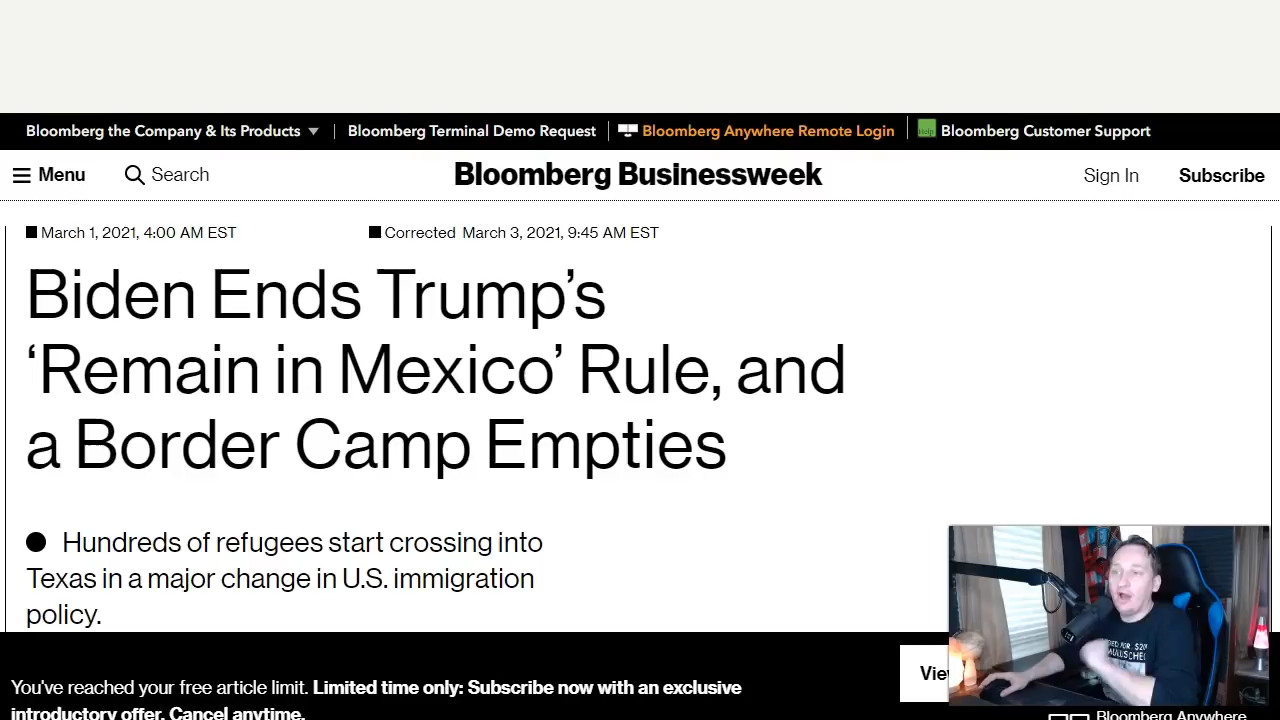 Bloomberg the Company & Its Products
Bloomberg Terminal Demo Request
Bloomberg Anywhere Remote Login
Help
Bloomberg Customer Support
Menu
Search
Bloomberg Businessweek
Sign In
Subscribe
March 1, 2021, 4:00 AM EST
Corrected March 3, 2021, 9:45 AM EST
Biden Ends Trump’s
‘Remain in Mexico’ Rule, and
a Border Camp Empties
Hundreds of refugees start crossing into
Texas in a major change in U.S. immigration
policy.
You've reached your free article limit. Limited time only: Subscribe now with an exclusive
introductory offer. Cancel anytime.
Bloomberg Anywhere